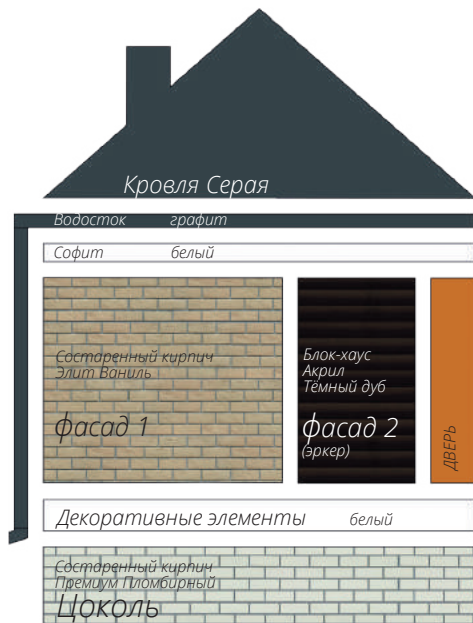 Кровля Серая
Водосток графит
Софит белый
Состаренный кирпич
Элит Ваниль
фасад 1
Блок-хаус
Акрил
Тёмный дуб
фасад 2
(эркер)
ДВЕРЬ
Декоративные элементы белый
Состаренный кирпич
Премиум Пломбирный
Цоколь